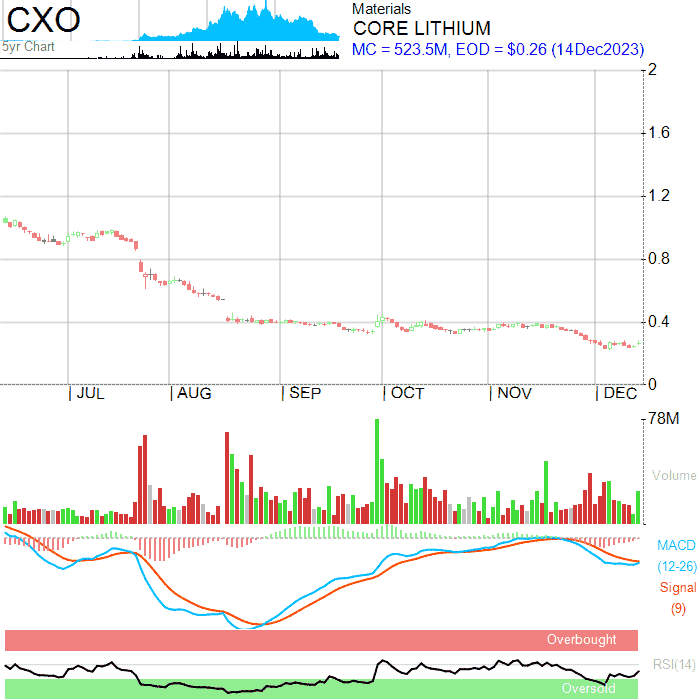 CXO
5yr Chart
Materials
CORE LITHIUM
MC = 523.5M, EOD = $0.26 (14Dec2023)
2
1.6
1.2
0.8
0.4
0
JUL AUG SEP OCT NOV DEC
78M
Volume
MACD
(12-26)
Signal
(9)
Overbought
RSI(14)
Oversold